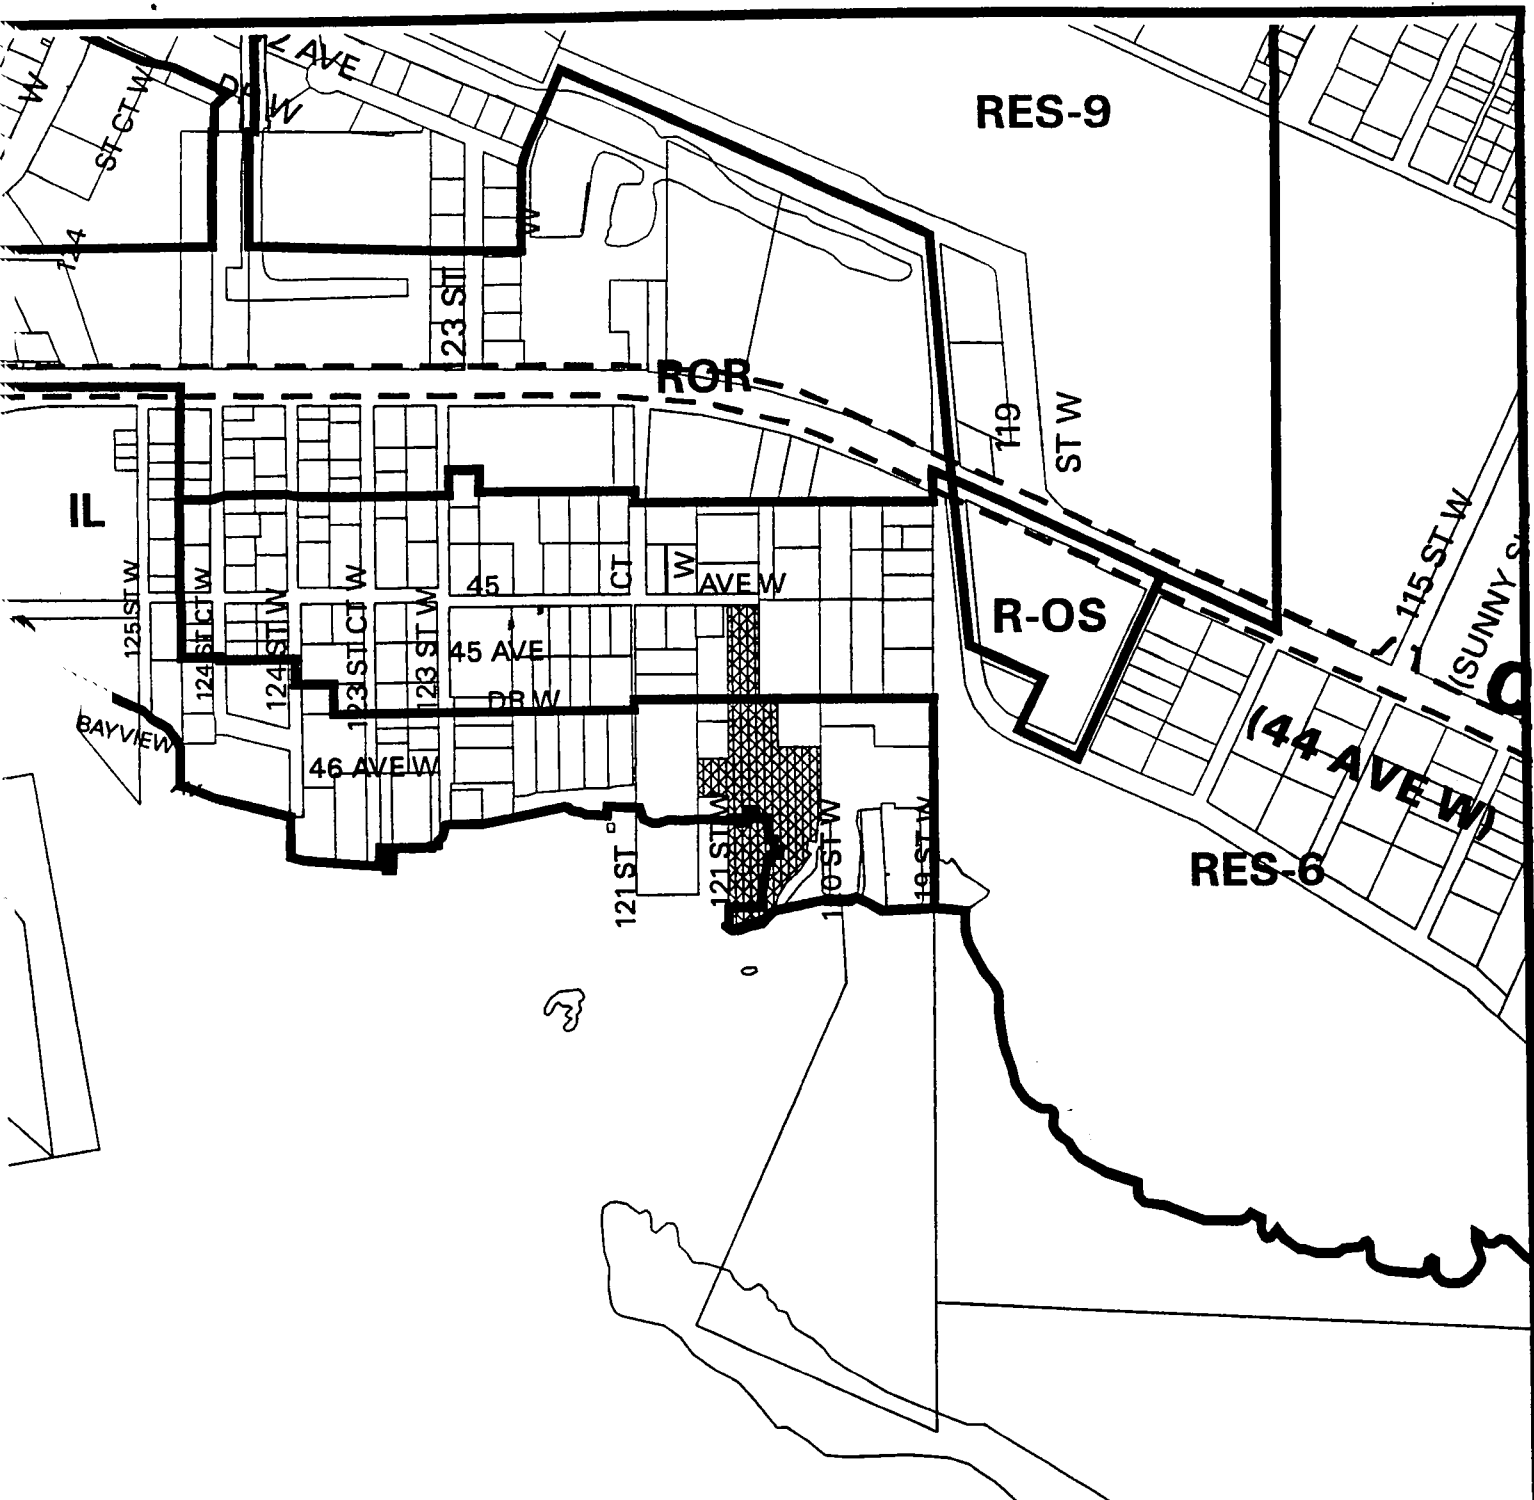 AVE
DR W
W
ST CT W
RES-9
124
W
123 ST
ROR
119
ST W
IL
115 ST W
(SUNNY
125 ST W
124 ST CT W
124 ST W
123 ST CT W
123 ST W
45
CT
W
AVE W
45 AVE
DR W
R-OS
BAYVIEW
46 AVE W
(44 AVE W)
121 ST
121 ST W
ST W
19 ST W
RES-6